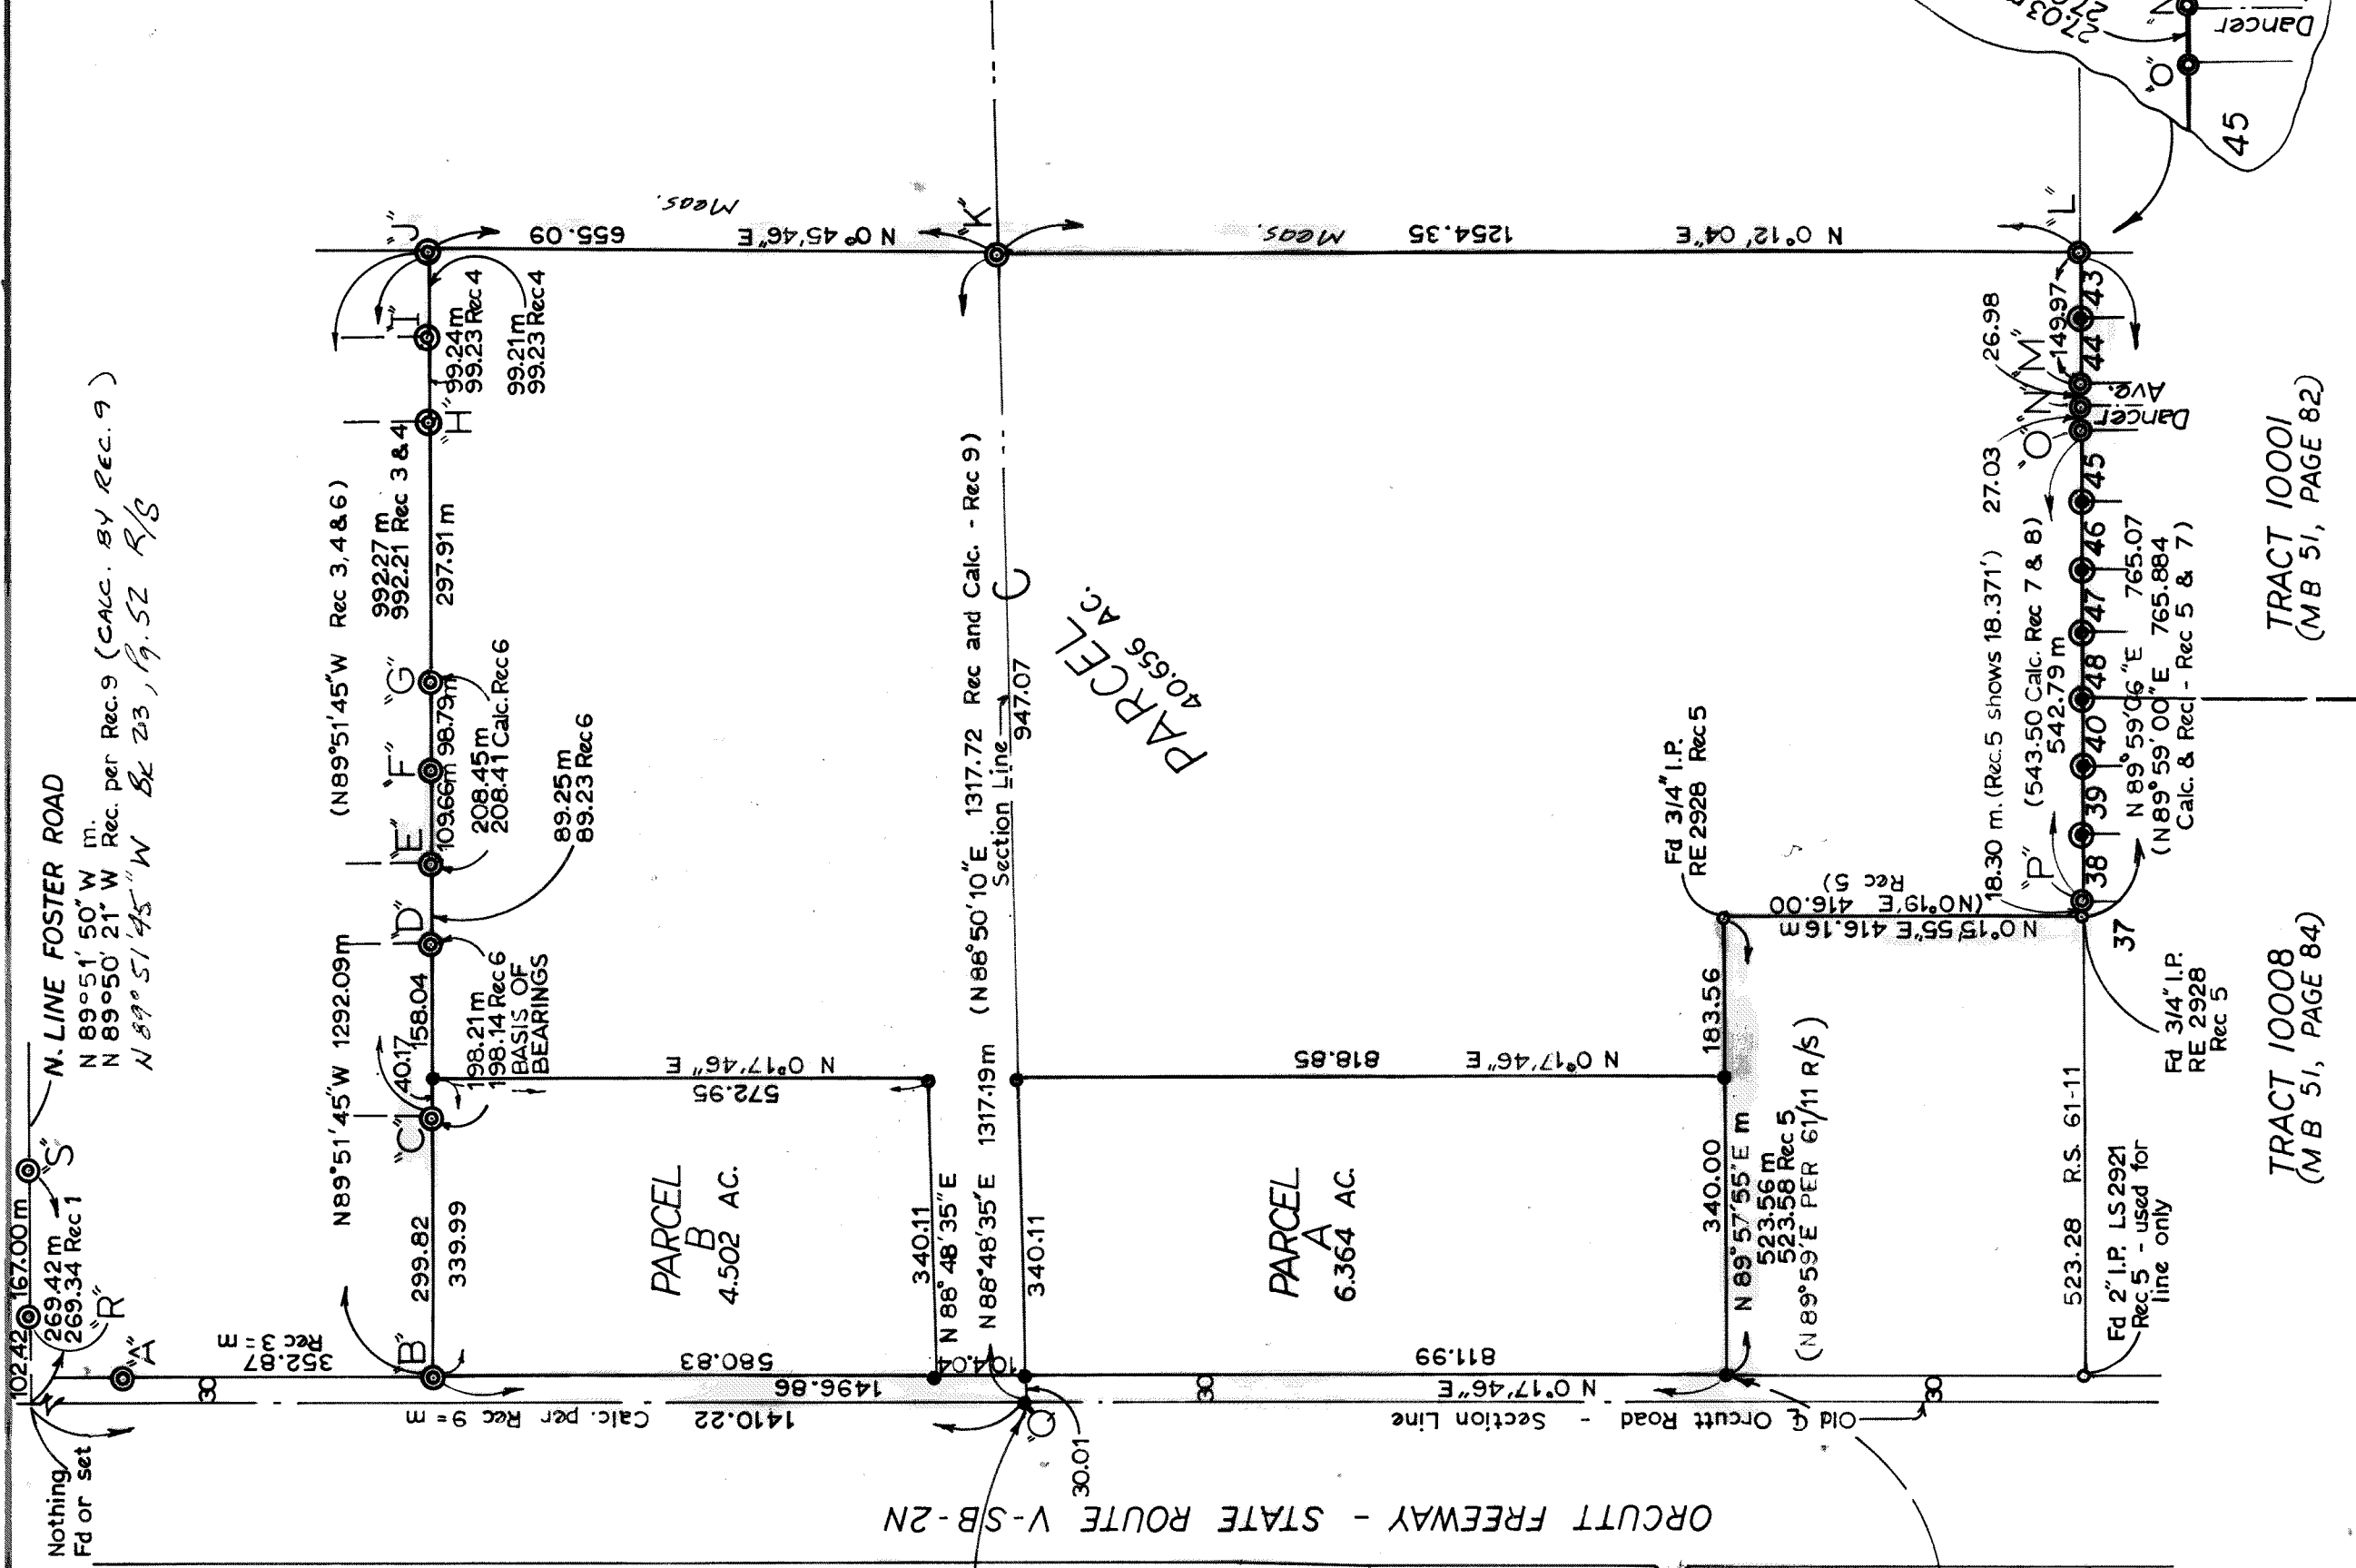 N. LINE FOSTER ROAD
N 89°51' 50" W m.
N 89°50' 21" W Rec. per Rec. 9 (CALC. BY REC. 9)
N 89° 51' 45" W Bk 23, Pg. 52 R/S
102.42
167.00m
269.42m
269.34 Rec 1
"R"
"S"
"A"
Nothing
Fd or set
352.87
Rec 3 = m
30
"B"
N89°51'45"W 1292.09m
(N89°51'45"W Rec 3,4 & 6)
299.82
339.99
"C"
40.17
158.04
198.21m
198.14 Rec 6
BASIS OF
BEARINGS
"D"
89.25m
89.23 Rec 6
"E"
109.66m
208.45m
208.41 Calc. Rec 6
"F"
98.79m
"G"
992.27 m
992.21 Rec 3 & 4
297.91 m
"H"
99.24m
99.23 Rec 4
"I"
99.21m
99.23 Rec 4
"J"
N 0° 45' 46" E 655.09
Meas.
"K"
N 0° 12' 04" E 1254.35
Meas.
"L"
PARCEL
B
4.502 AC.
N 0°17'46" E
572.95
580.83
1496.86
1410.22 Calc. per Rec 9 = m
340.11
N 88° 48' 35" E
104.04
N 88°48'35" E 1317.19m (N 88°50'10"E 1317.72 Rec and Calc. - Rec 9)
Section Line
340.11
947.07
"Q"
30.01
PARCEL
C
40.656 AC.
PARCEL
A
6.364 AC.
N 0°17'46" E 818.85
811.99
N 0°17'46"E
30
340.00
183.56
N 89°57'55" E m
523.56 m
523.58 Rec 5
(N 89°59'E PER 61/11 R/S)
Fd 3/4" I.P.
RE 2928 Rec 5
N 0°15'55"E 416.16m
(N0°19'E 416.00
Rec 5)
Old ℄ Orcutt Road - Section Line
30
523.28 R.S. 61-11
Fd 2" I.P. LS 2921
Rec 5 - used for
line only
Fd 3/4" I.P.
RE 2928
Rec 5
18.30 m. (Rec. 5 shows 18.371')
27.03
26.98
"P"
(543.50 Calc. Rec 7 & 8)
542.79 m
"O"
"N"
"M"
149.97
37
38
39
40
48
47
46
45
44
43
Dancer
Ave.
N 89°59'06"E 765.07
(N89°59'00"E 765.884
Calc. & Rec - Rec 5 & 7)
TRACT 10008
(MB 51, PAGE 84)
TRACT 10001
(MB 51, PAGE 82)
ORCUTT FREEWAY - STATE ROUTE V-SB-2N
27.03
"O"
Dancer
45